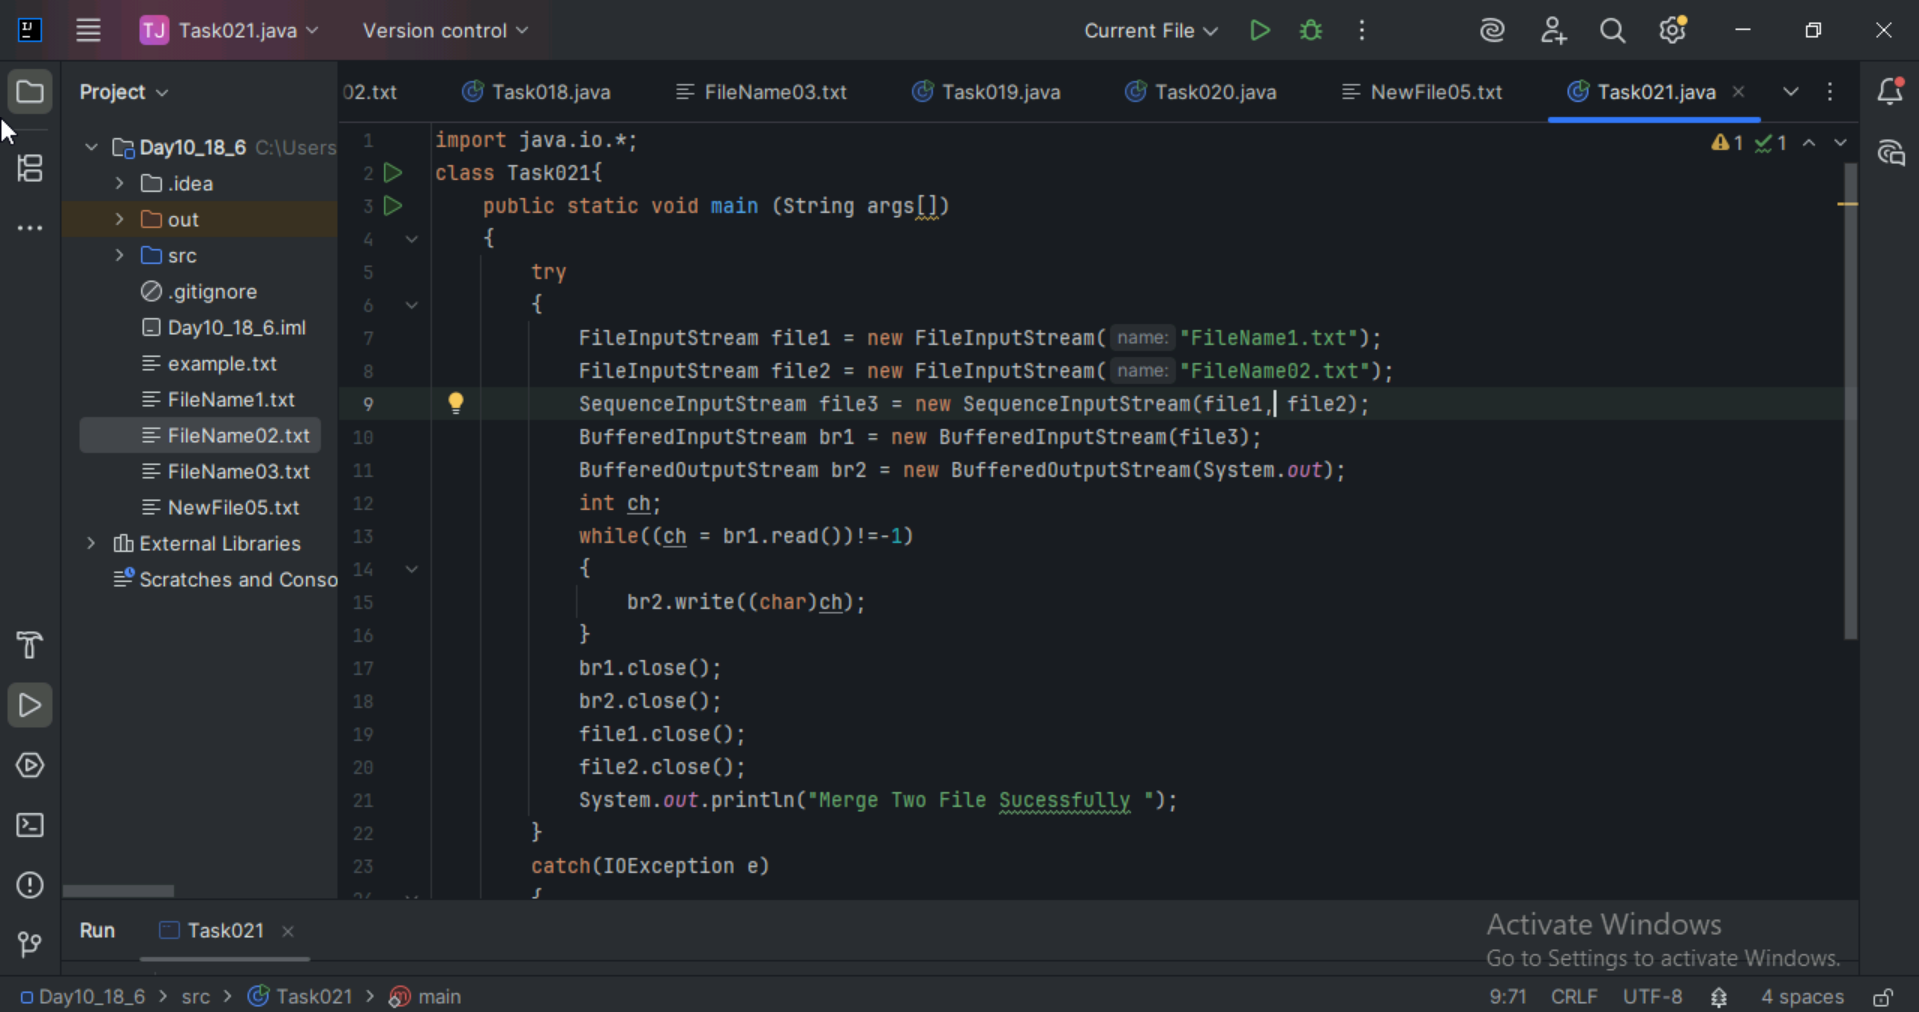 TJ Task021.java Version control Current File
Project 02.txt Task018.java FileName03.txt Task019.java Task020.java NewFile05.txt Task021.java
Day10_18_6 C:\Users
.idea
out
src
.gitignore
Day10_18_6.iml
example.txt
FileName1.txt
FileName02.txt
FileName03.txt
NewFile05.txt
External Libraries
Scratches and Conso
1 import java.io.*;
2 class Task021{
3 public static void main (String args[])
4 {
5 try
6 {
7 FileInputStream file1 = new FileInputStream( name: "FileName1.txt");
8 FileInputStream file2 = new FileInputStream( name: "FileName02.txt");
9 SequenceInputStream file3 = new SequenceInputStream(file1, file2);
10 BufferedInputStream br1 = new BufferedInputStream(file3);
11 BufferedOutputStream br2 = new BufferedOutputStream(System.out);
12 int ch;
13 while((ch = br1.read())!=-1)
14 {
15 br2.write((char)ch);
16 }
17 br1.close();
18 br2.close();
19 file1.close();
20 file2.close();
21 System.out.println("Merge Two File Sucessfully ");
22 }
23 catch(IOException e)
{
1 1
Run Task021
Activate Windows
Go to Settings to activate Windows.
Day10_18_6 > src > Task021 > main 9:71 CRLF UTF-8 4 spaces